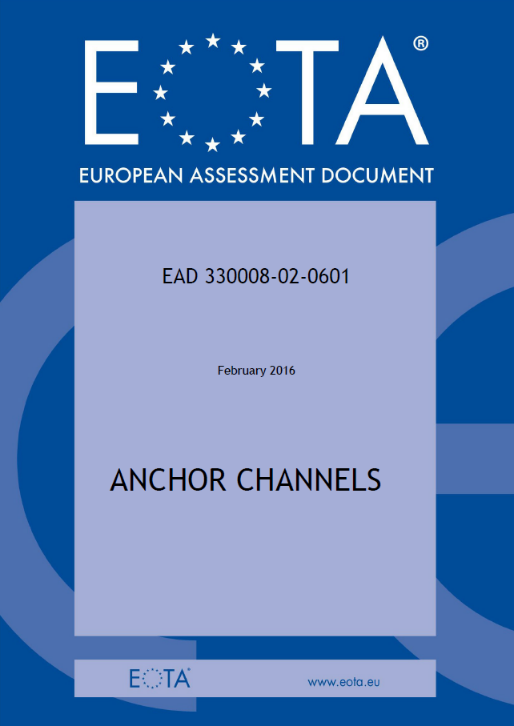 EOTA®
EUROPEAN ASSESSMENT DOCUMENT
EAD 330008-02-0601
February 2016
ANCHOR CHANNELS
EOTA®
www.eota.eu